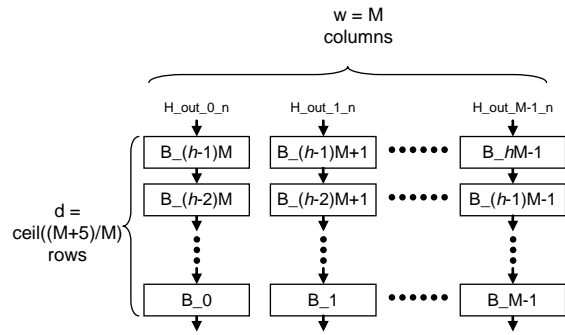 w = M
columns
H_out_0_n H_out_1_n H_out_M-1_n
B_(h-1)M B_(h-1)M+1 B_hM-1
B_(h-2)M B_(h-2)M+1 B_(h-1)M-1
d =
ceil((M+5)/M)
rows
B_0 B_1 B_M-1